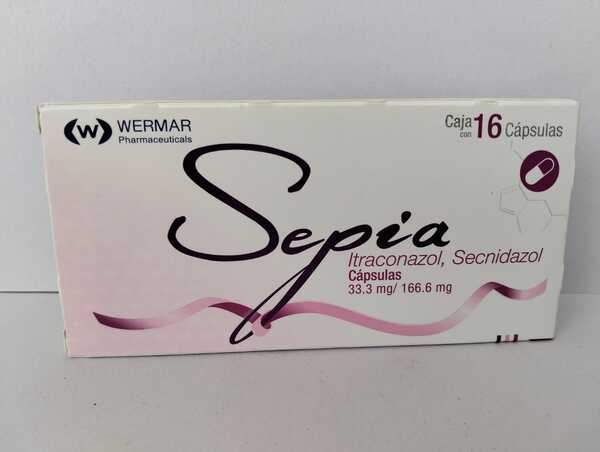 WERMAR
Pharmaceuticals
Caja con 16 Cápsulas
Sepia
Itraconazol, Secnidazol
Cápsulas
33.3 mg/ 166.6 mg